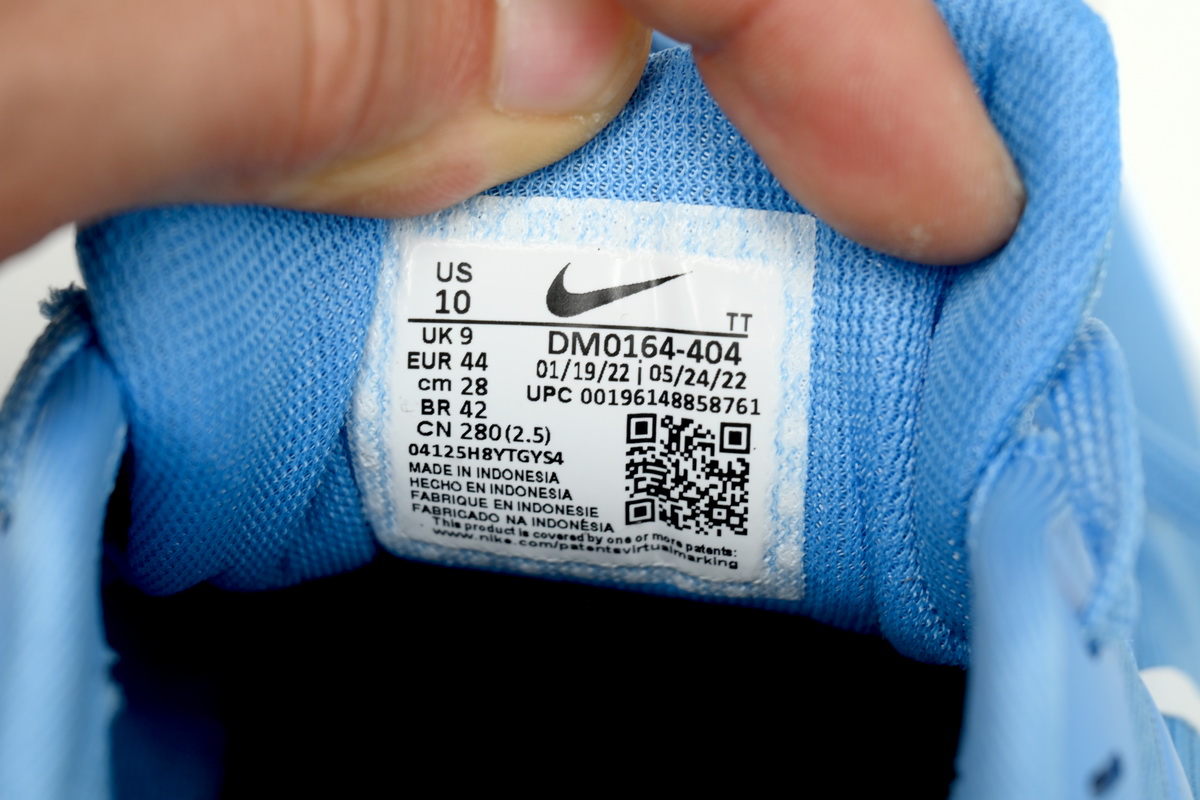 US
10
TT
UK 9
EUR 44
cm 28
BR 42
CN 280(2.5)
DM0164-404
01/19/22 | 05/24/22
UPC 00196148858761
04125H8YTGYS4
MADE IN INDONESIA
HECHO EN INDONESIA
FABRIQUE EN INDONESIE
FABRICADO NA INDONÉSIA
This product is covered by one or more patents:
www.nike.com/patentsvirtualmarking